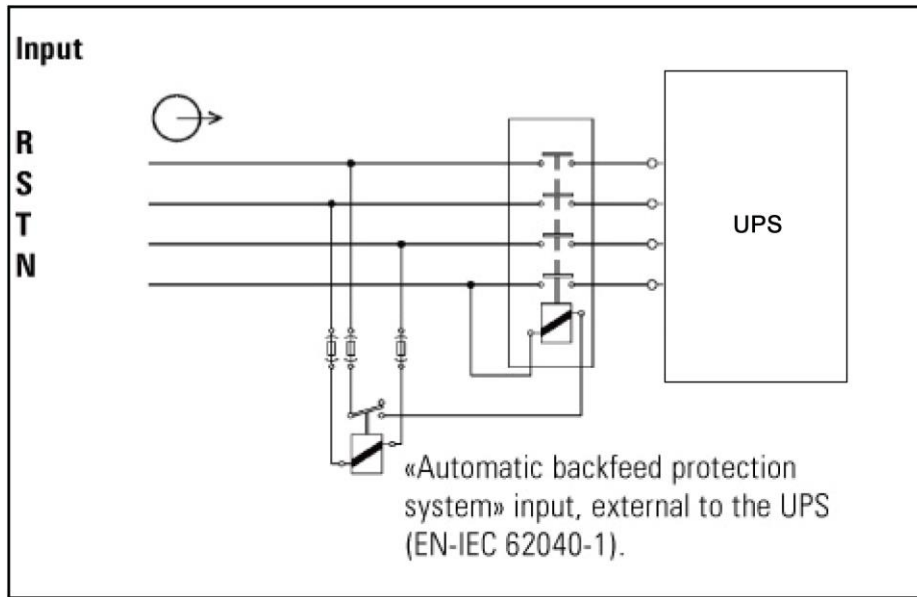 Input
R
S
T
N
UPS
«Automatic backfeed protection
system» input, external to the UPS
(EN-IEC 62040-1).